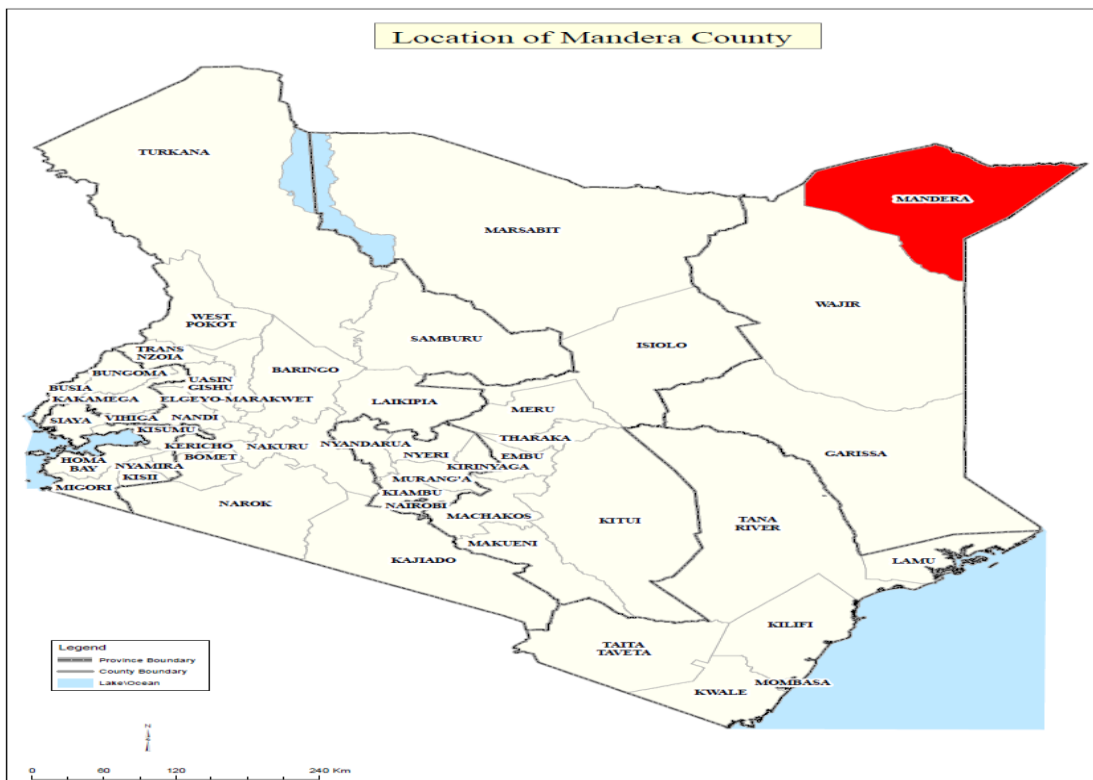 Location of Mandera County
TURKANA
MANDERA
MARSABIT
WAJIR
WEST
POKOT
SAMBURU
ISIOLO
TRANS
NZOIA
BUNGOMA
BARINGO
UASIN
GISHU
BUSIA
KAKAMEGA
ELGEYO-MARAKWET
LAIKIPIA
MERU
SIAYA
VIHIGA
NANDI
KISUMU
THARAKA
KERICHO
NAKURU
NYANDARUA
NYERI
EMBU
GARISSA
BOMET
HOMA
BAY
NYAMIRA
KIRINYAGA
KISII
MURANG'A
MIGORI
KIAMBU
NAROK
NAIROBI
MACHAKOS
KITUI
TANA
RIVER
MAKUENI
KAJIADO
LAMU
KILIFI
TAITA
TAVETA
MOMBASA
KWALE
Legend
Province Boundary
County Boundary
Lake\Ocean
N
0 60 120 240 Km